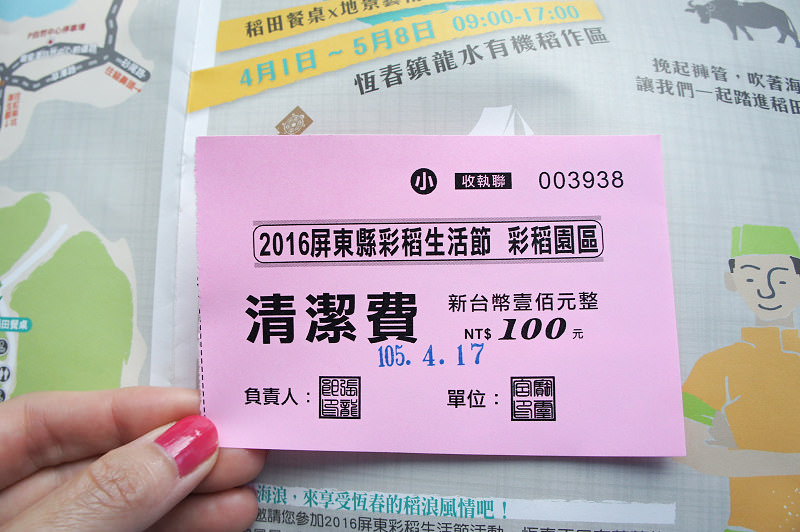 稻田餐桌x地景藝
4月1日～5月8日 09:00-17:00
恆春鎮龍水有機稻作區
挽起褲管，吹著海
讓我們一起踏進稻田
小 收執聯 003938
2016屏東縣彩稻生活節 彩稻園區
清潔費 新台幣壹佰元整
NT$ 100 元
105. 4. 17
負責人： 單位：
稻田餐桌
海浪，來享受恆春的稻浪風情吧！
邀請您參加2016屏東彩稻生活節活動